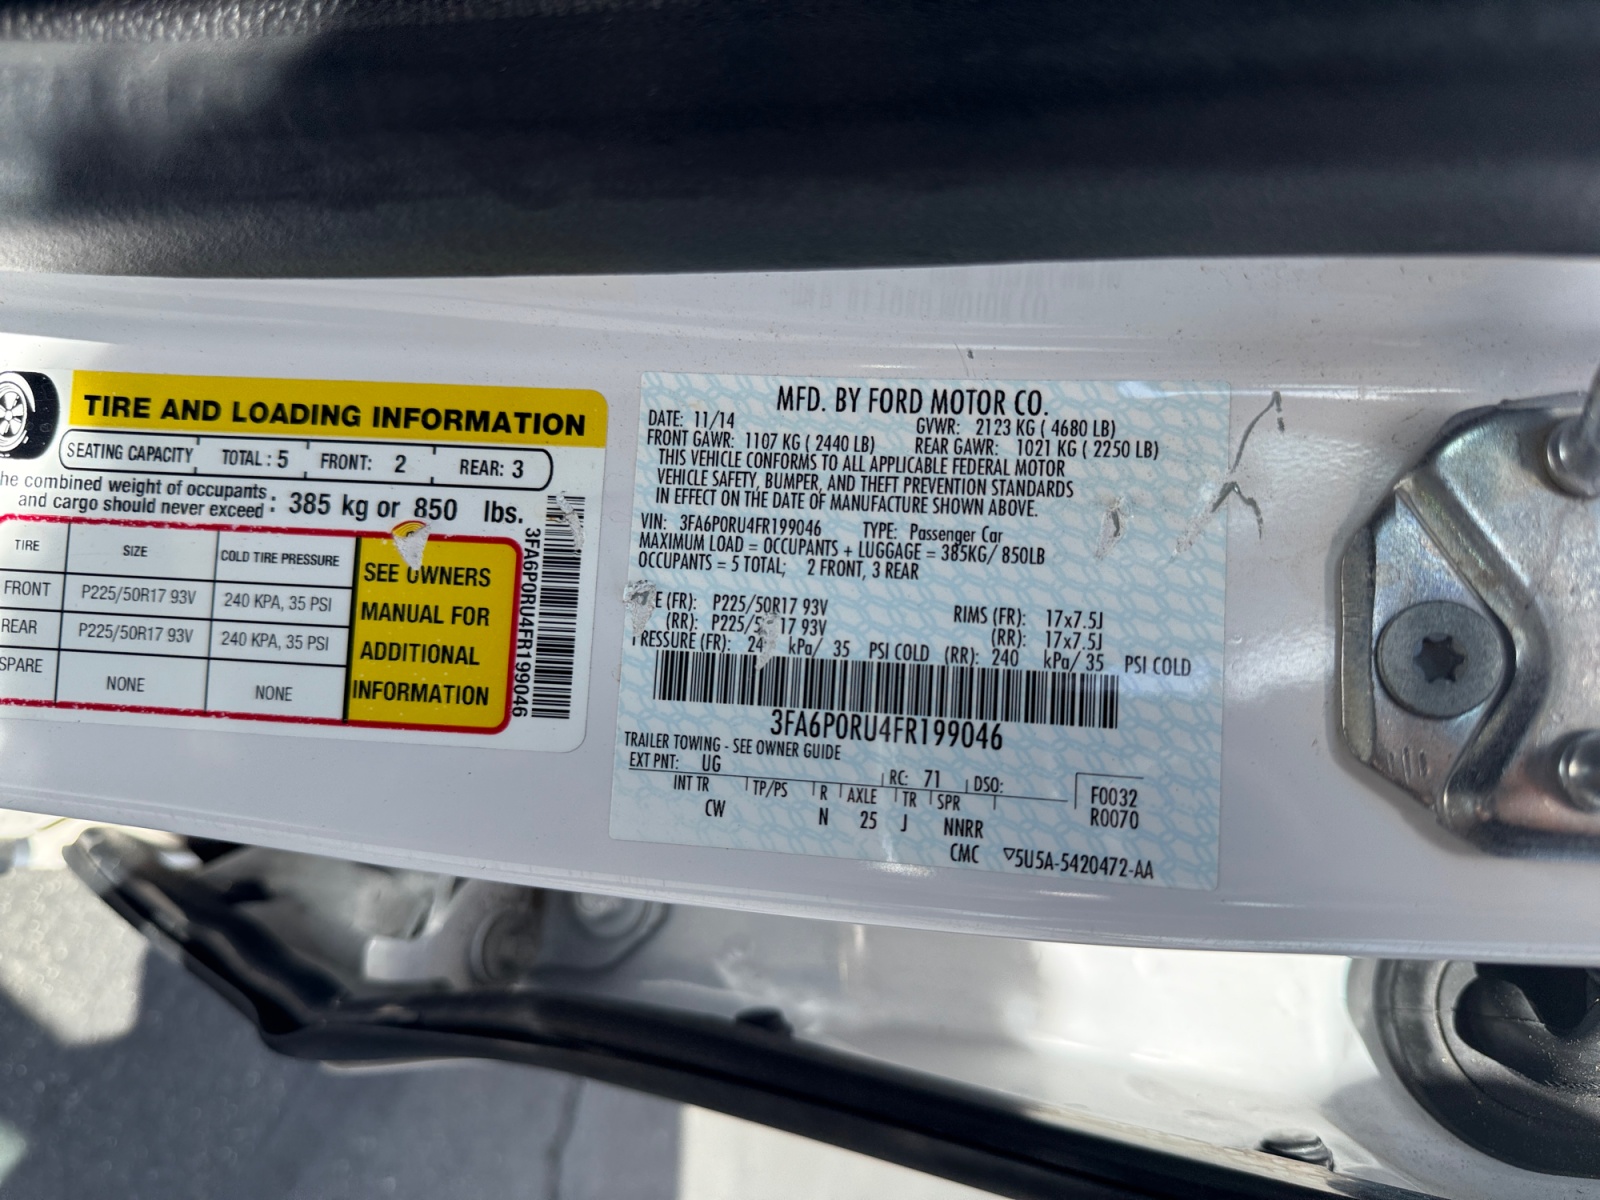 TIRE AND LOADING INFORMATION
SEATING CAPACITY TOTAL : 5 FRONT: 2 REAR: 3
he combined weight of occupants
and cargo should never exceed : 385 kg or 850 lbs.
TIRE SIZE COLD TIRE PRESSURE
FRONT P225/50R17 93V 240 KPA, 35 PSI
REAR P225/50R17 93V 240 KPA, 35 PSI
SPARE NONE NONE
SEE OWNERS
MANUAL FOR
ADDITIONAL
INFORMATION
3FA6P0RU4FR199046
MFD. BY FORD MOTOR CO.
DATE: 11/14 GVWR: 2123 KG ( 4680 LB)
FRONT GAWR: 1107 KG ( 2440 LB) REAR GAWR: 1021 KG ( 2250 LB)
THIS VEHICLE CONFORMS TO ALL APPLICABLE FEDERAL MOTOR
VEHICLE SAFETY, BUMPER, AND THEFT PREVENTION STANDARDS
IN EFFECT ON THE DATE OF MANUFACTURE SHOWN ABOVE.
VIN: 3FA6P0RU4FR199046 TYPE: Passenger Car
MAXIMUM LOAD = OCCUPANTS + LUGGAGE = 385KG/ 850LB
OCCUPANTS = 5 TOTAL; 2 FRONT, 3 REAR
E (FR): P225/50R17 93V RIMS (FR): 17x7.5J
(RR): P225/5 17 93V (RR): 17x7.5J
PRESSURE (FR): 24 kPa/ 35 PSI COLD (RR): 240 kPa/ 35 PSI COLD
3FA6P0RU4FR199046
TRAILER TOWING - SEE OWNER GUIDE
EXT PNT: UG RC: 71 DSO: F0032
INT TR TP/PS R AXLE TR SPR R0070
CW N 25 J NNRR
CMC ▽5U5A-5420472-AA